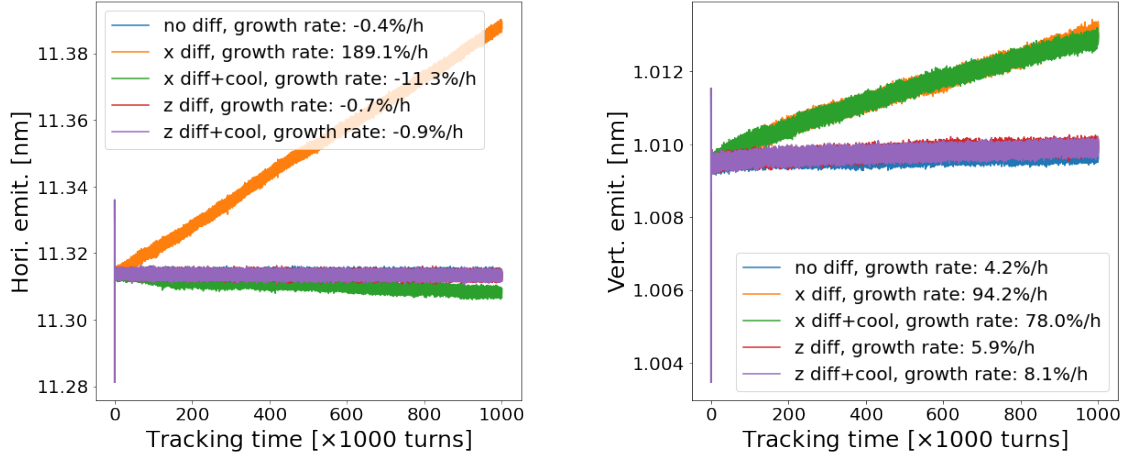 no diff, growth rate: -0.4%/h
x diff, growth rate: 189.1%/h
x diff+cool, growth rate: -11.3%/h
z diff, growth rate: -0.7%/h
z diff+cool, growth rate: -0.9%/h
Hori. emit. [nm]
11.38
11.36
11.34
11.32
11.30
11.28
0
200
400
600
800
1000
Tracking time [×1000 turns]
Vert. emit. [nm]
1.012
1.010
1.008
1.006
1.004
no diff, growth rate: 4.2%/h
x diff, growth rate: 94.2%/h
x diff+cool, growth rate: 78.0%/h
z diff, growth rate: 5.9%/h
z diff+cool, growth rate: 8.1%/h
0
200
400
600
800
1000
Tracking time [×1000 turns]